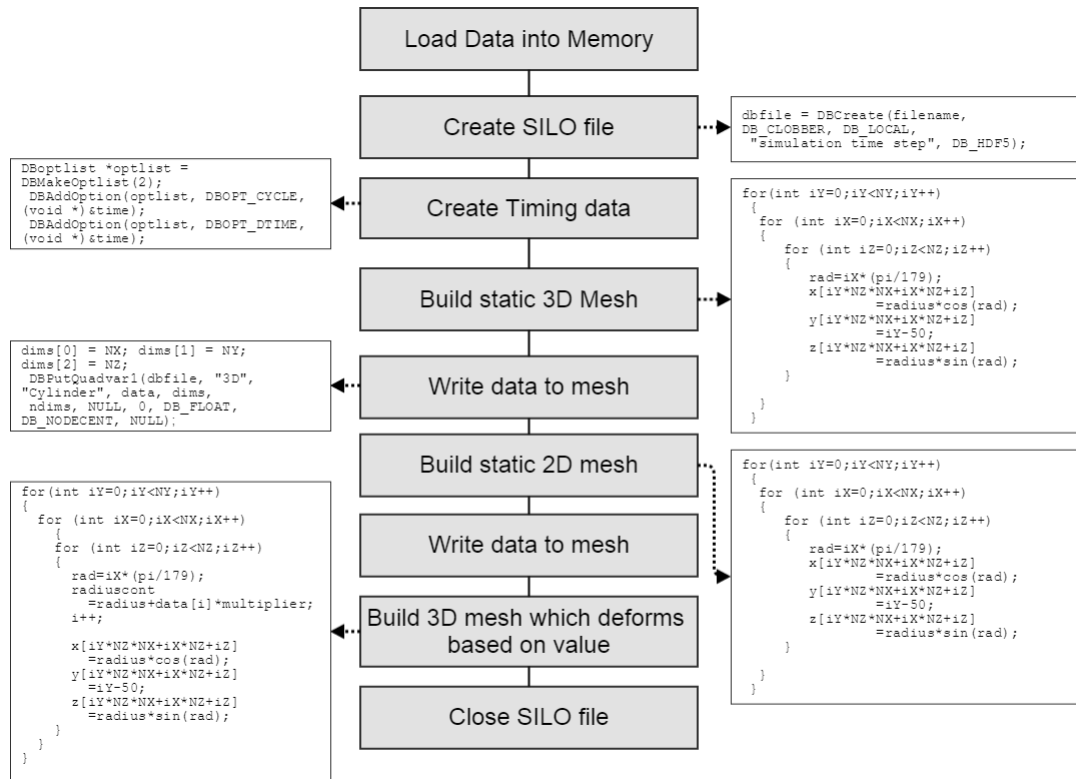 Load Data into Memory
Create SILO file
dbfile = DBCreate(filename,
DB_CLOBBER, DB_LOCAL,
"simulation time step", DB_HDF5);
DBoptlist *optlist =
DBMakeOptlist(2);
DBAddOption(optlist, DBOPT_CYCLE,
(void *)&time);
DBAddOption(optlist, DBOPT_DTIME,
(void *)&time);
Create Timing data
Build static 3D Mesh
for(int iY=0;iY<NY;iY++)
{
for (int iX=0;iX<NX;iX++)
{
for (int iZ=0;iZ<NZ;iZ++)
{
rad=iX*(pi/179);
x[iY*NZ*NX+iX*NZ+iZ]
=radius*cos(rad);
y[iY*NZ*NX+iX*NZ+iZ]
=iY-50;
z[iY*NZ*NX+iX*NZ+iZ]
=radius*sin(rad);
}
}
}
dims[0] = NX; dims[1] = NY;
dims[2] = NZ;
DBPutQuadvar1(dbfile, "3D",
"Cylinder", data, dims,
ndims, NULL, 0, DB_FLOAT,
DB_NODECENT, NULL);
Write data to mesh
Build static 2D mesh
for(int iY=0;iY<NY;iY++)
{
for (int iX=0;iX<NX;iX++)
{
for (int iZ=0;iZ<NZ;iZ++)
{
rad=iX*(pi/179);
x[iY*NZ*NX+iX*NZ+iZ]
=radius*cos(rad);
y[iY*NZ*NX+iX*NZ+iZ]
=iY-50;
z[iY*NZ*NX+iX*NZ+iZ]
=radius*sin(rad);
}
}
}
Write data to mesh
for(int iY=0;iY<NY;iY++)
{
for (int iX=0;iX<NX;iX++)
{
for (int iZ=0;iZ<NZ;iZ++)
{
rad=iX*(pi/179);
radiuscont
=radius+data[i]*multiplier;
i++;
x[iY*NZ*NX+iX*NZ+iZ]
=radius*cos(rad);
y[iY*NZ*NX+iX*NZ+iZ]
=iY-50;
z[iY*NZ*NX+iX*NZ+iZ]
=radius*sin(rad);
}
}
}
Build 3D mesh which deforms
based on value
Close SILO file